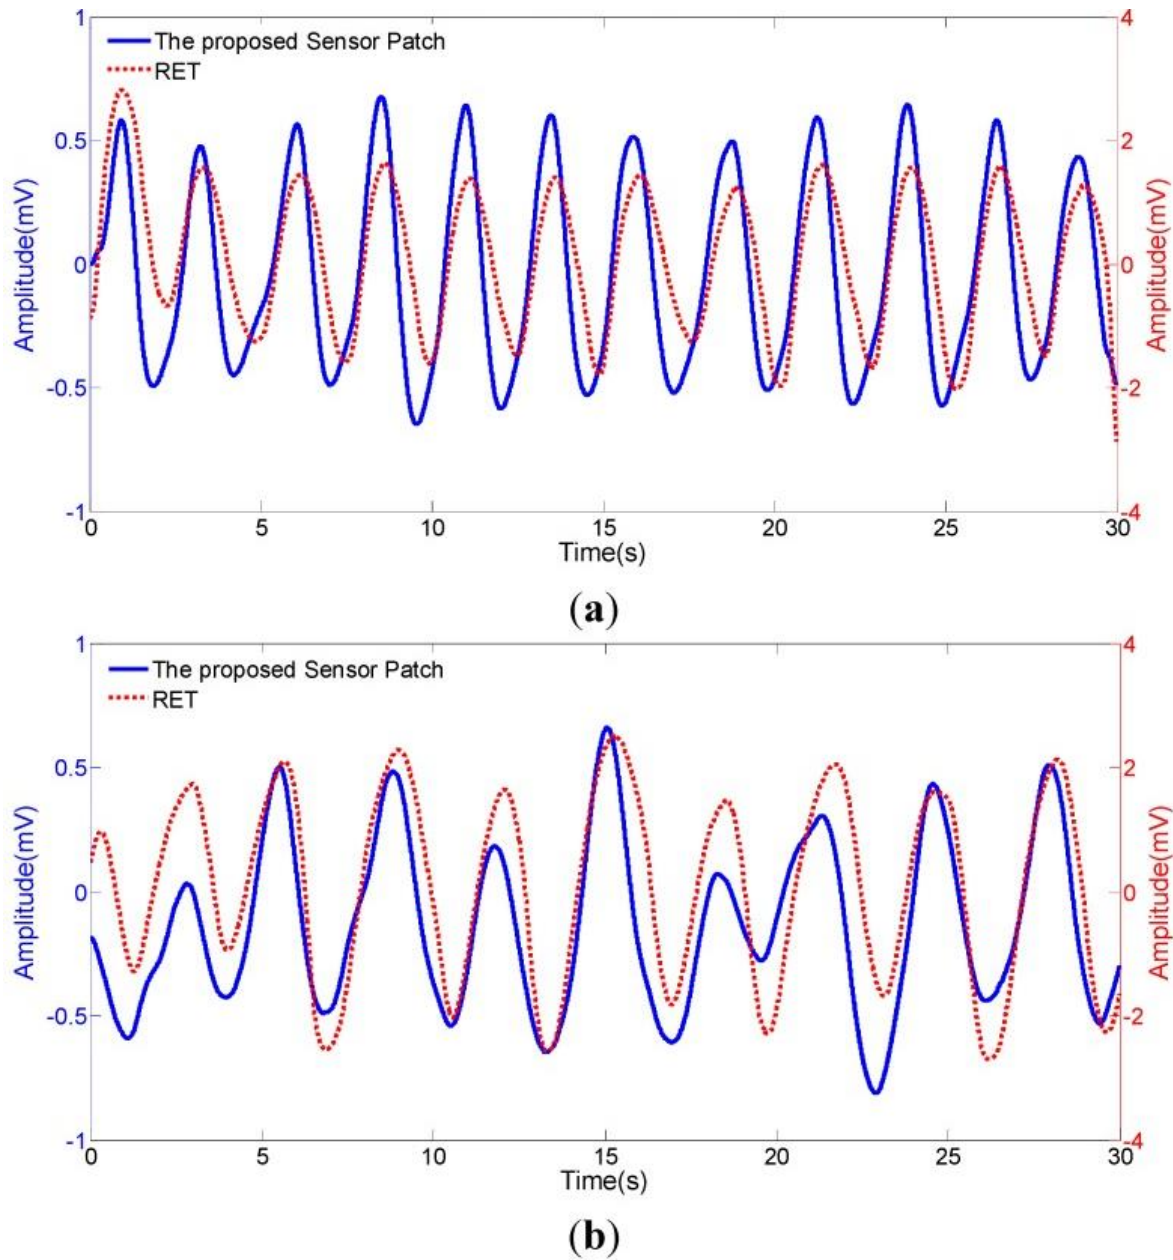 1
4
The proposed Sensor Patch
RET
0.5
2
Amplitude(mV)
0
0
Amplitude(mV)
-0.5
-2
-1
-4
0 5 10 15 20 25 30
Time(s)
(a)
1
4
The proposed Sensor Patch
RET
0.5
2
Amplitude(mV)
0
0
Amplitude(mV)
-0.5
-2
-1
-4
0 5 10 15 20 25 30
Time(s)
(b)